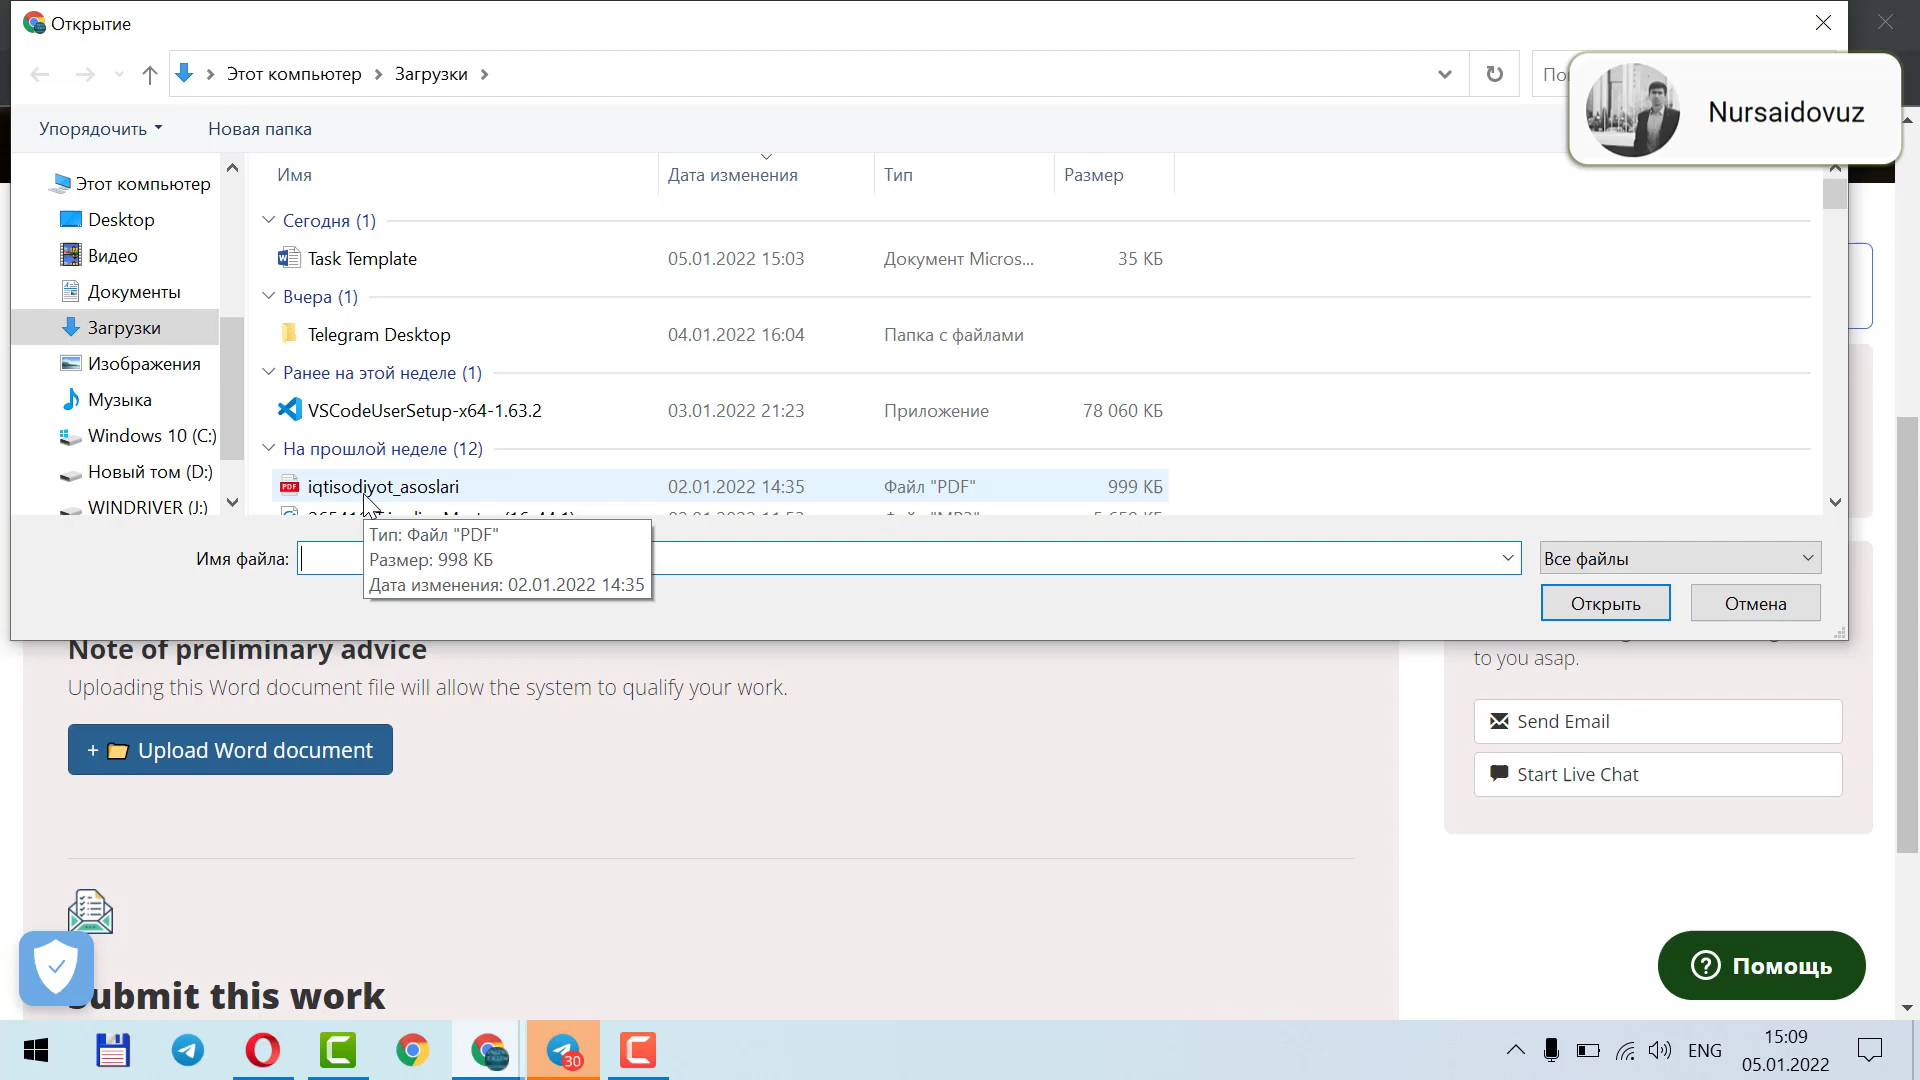 Открытие
Этот компьютер Загрузки
Nursaidovuz
Упорядочить Новая папка
Имя Дата изменения Тип Размер
Этот компьютер
Desktop
Видео
Документы
Загрузки
Изображения
Музыка
Windows 10 (C:)
Новый том (D:)
WINDRIVER (J:)
Сегодня (1)
Task Template 05.01.2022 15:03 Документ Micros... 35 КБ
Вчера (1)
Telegram Desktop 04.01.2022 16:04 Папка с файлами
Ранее на этой неделе (1)
VSCodeUserSetup-x64-1.63.2 03.01.2022 21:23 Приложение 78 060 КБ
На прошлой неделе (12)
iqtisodiyot_asoslari 02.01.2022 14:35 Файл "PDF" 999 КБ
Тип: Файл "PDF"
Размер: 998 КБ
Дата изменения: 02.01.2022 14:35
Имя файла: Все файлы
Открыть Отмена
Note of preliminary advice
Uploading this Word document file will allow the system to qualify your work.
+ Upload Word document
to you asap.
Send Email
Start Live Chat
Submit this work
Помощь
30
ENG
15:09
05.01.2022